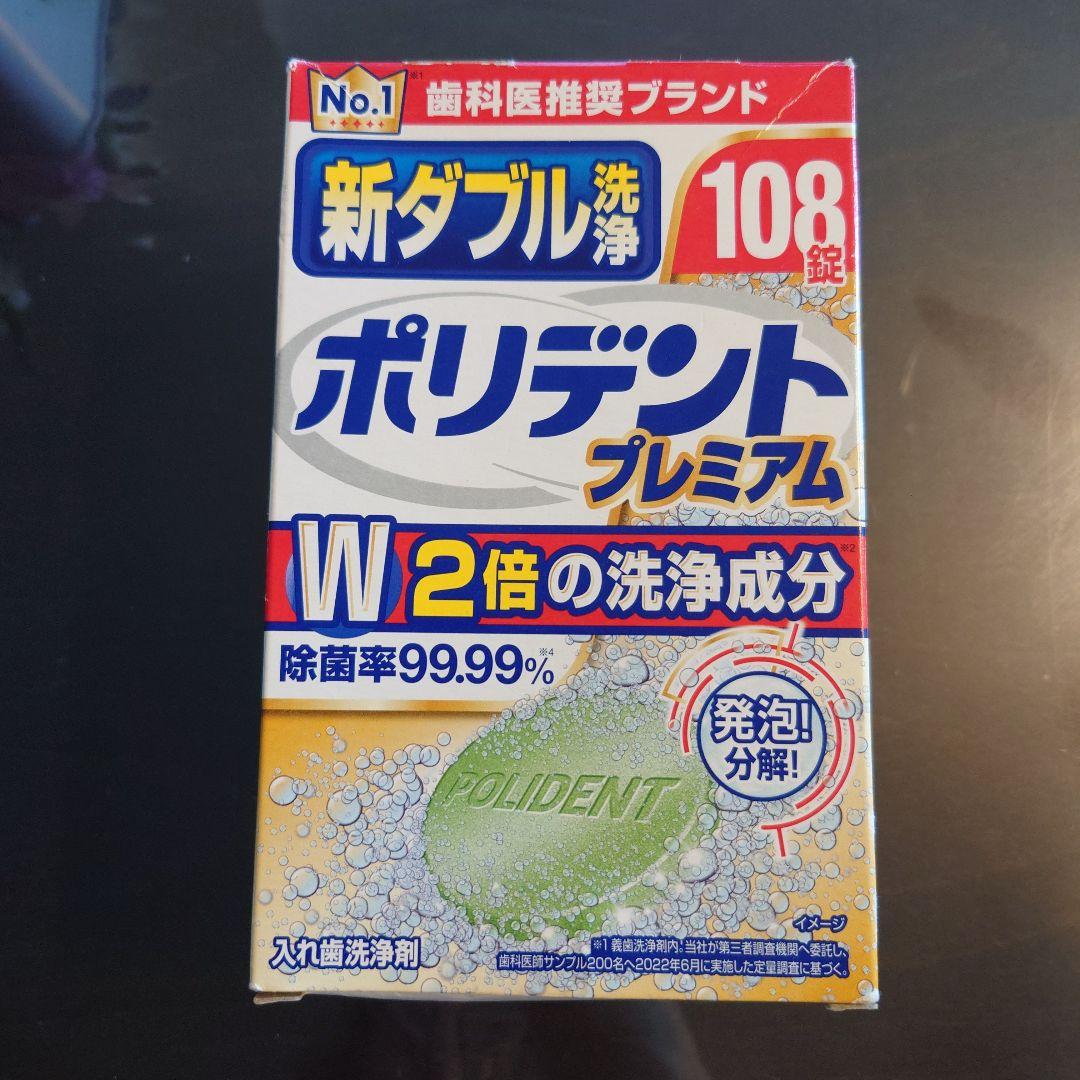 No.1
※1
歯科医推奨ブランド
新ダブル洗浄
108錠
ポリデント
プレミアム
W 2倍の洗浄成分※2
除菌率99.99%※4
発泡!
分解!
POLIDENT
イメージ
入れ歯洗浄剤
※1 義歯洗浄剤内、当社が第三者調査機関へ委託し、
歯科医師サンプル200名へ2022年6月に実施した定量調査に基づく。